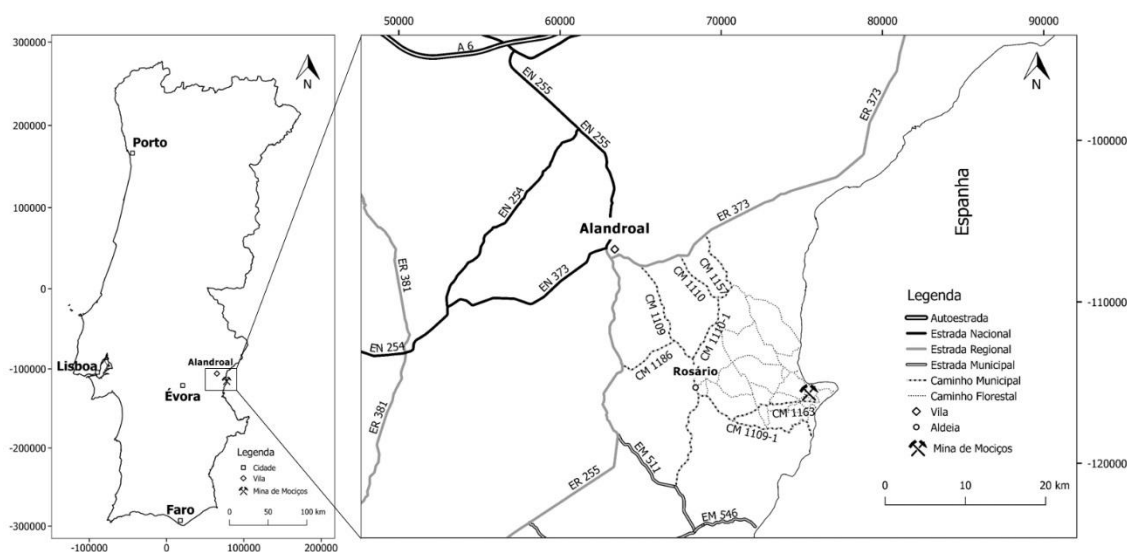 50000
60000
70000
80000
90000
300000
200000
100000
0
-100000
-200000
-300000
-100000
0
100000
200000
N
Porto
Lisboa
Alandroal
Évora
Faro
Legenda
Cidade
Vila
Mina de Mociços
0 50 100 km
N
A 6
EN 255
EN 255
ER 373
-100000
EN 254
ER 373
Espanha
Alandroal
ER 381
EN 373
CM 1110
CM 1157
CM 1109
CM 1110-1
-110000
EN 254
CM 1186
Rosário
CM 1163
CM 1109-1
ER 381
EM 511
ER 255
EM 546
-120000
Legenda
Autoestrada
Estrada Nacional
Estrada Regional
Estrada Municipal
Caminho Municipal
Caminho Florestal
Vila
Aldeia
Mina de Mociços
0 10 20 km